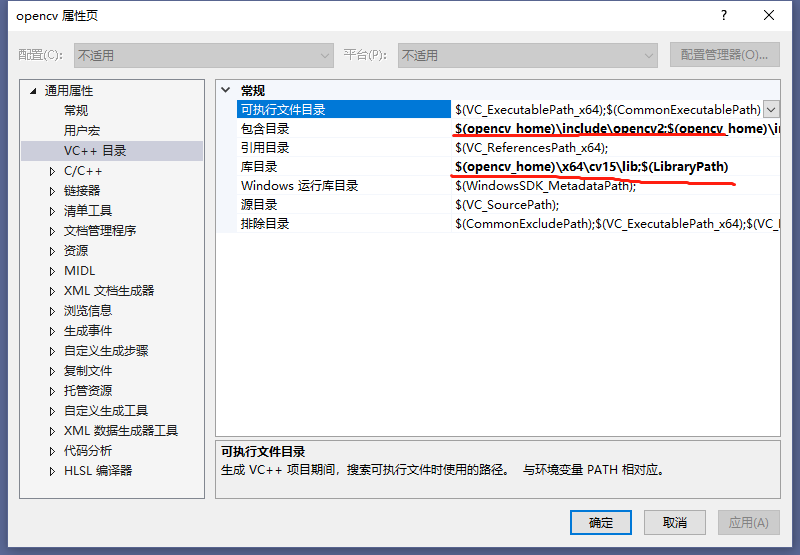 opencv 属性页
配置(C): 不适用 平台(P): 不适用 配置管理器(O)...
通用属性
常规
用户宏
VC++ 目录
C/C++
链接器
清单工具
文档管理程序
资源
MIDL
XML 文档生成器
浏览信息
生成事件
自定义生成步骤
复制文件
托管资源
自定义生成工具
XML 数据生成器工具
代码分析
HLSL 编译器
常规
可执行文件目录 $(VC_ExecutablePath_x64);$(CommonExecutablePath)
包含目录 $(opencv_home)\include\opencv2;$(opencv_home)\in
引用目录 $(VC_ReferencesPath_x64);
库目录 $(opencv_home)\x64\cv15\lib;$(LibraryPath)
Windows 运行库目录 $(WindowsSDK_MetadataPath);
源目录 $(VC_SourcePath);
排除目录 $(CommonExcludePath);$(VC_ExecutablePath_x64);$(VC_I
可执行文件目录
生成 VC++ 项目期间，搜索可执行文件时使用的路径。 与环境变量 PATH 相对应。
确定 取消 应用(A)